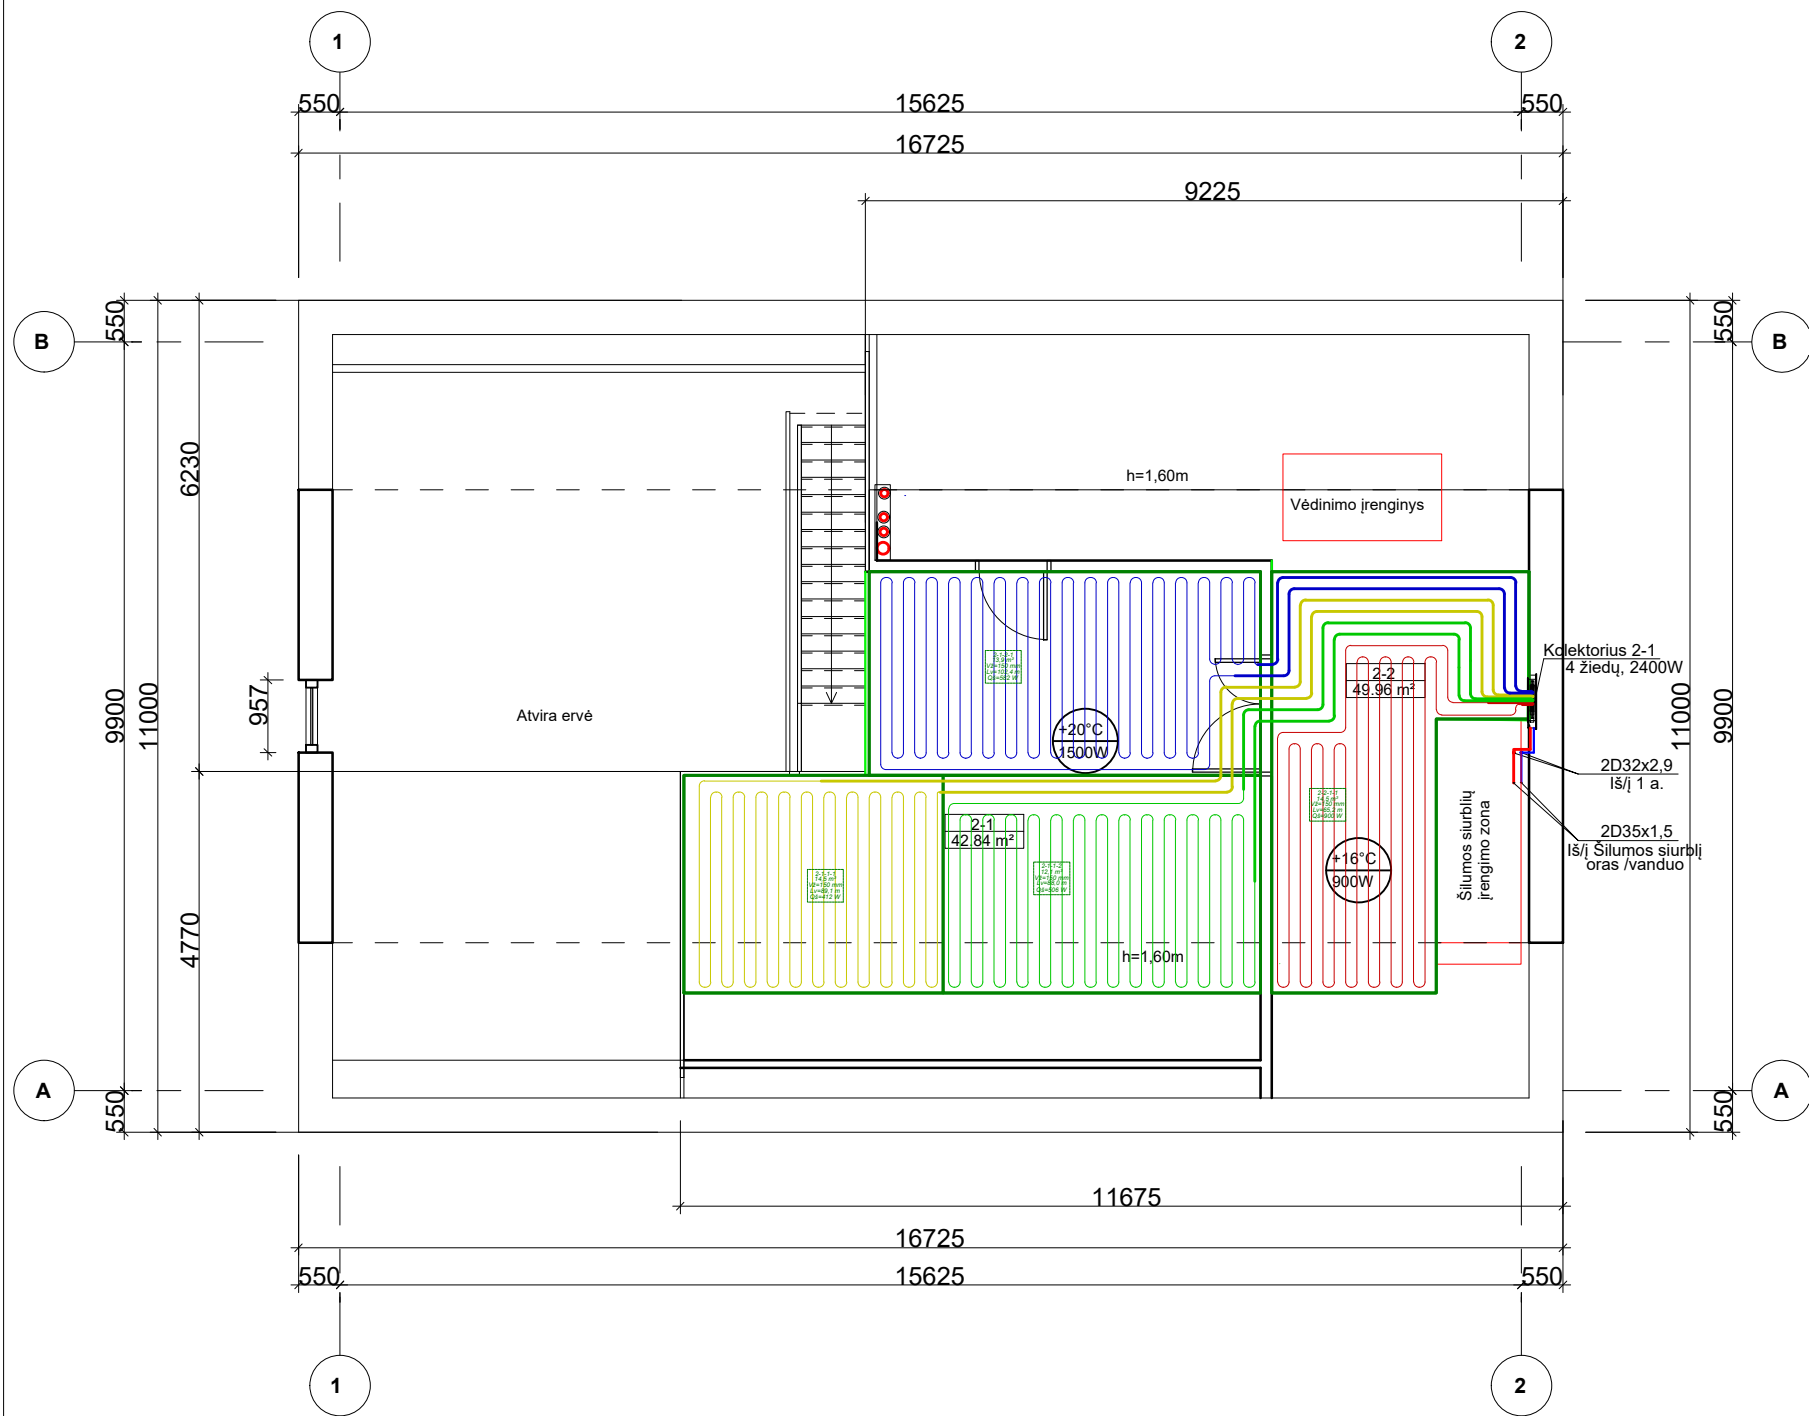 1
2
550
15625
550
16725
9225
B
B
550
9900
11000
6230
4770
550
957
550
11000
9900
550
h=1,60m
Vėdinimo įrenginys
Atvira ervė
Kolektorius 2-1
4 žiedų, 2400W
2-2
49.96 m²
+20°C
1500W
2D32x2,9
Iš/į 1 a.
2-1
42.84 m²
+16°C
900W
Šilumos siurblių
įrengimo zona
2D35x1,5
Iš/į Šilumos siurblį
oras /vanduo
h=1,60m
A
A
11675
16725
550
15625
550
1
2